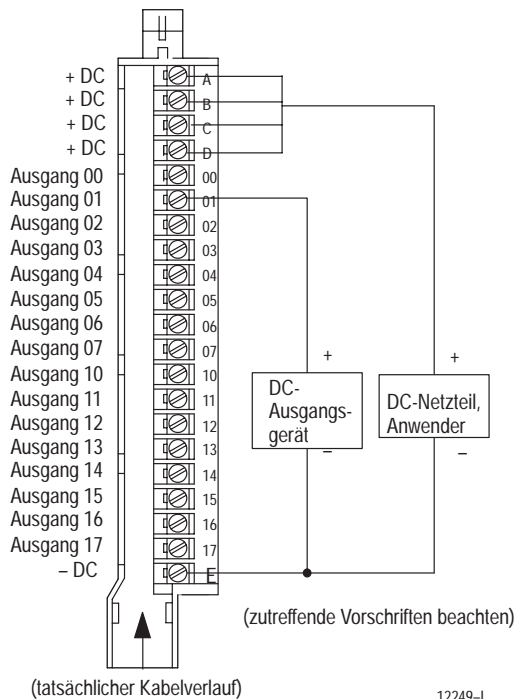 + DC A
+ DC B
+ DC C
+ DC D
Ausgang 00 00
Ausgang 01 01
Ausgang 02 02
Ausgang 03 03
Ausgang 04 04
Ausgang 05 05
Ausgang 06 06
Ausgang 07 07
Ausgang 10 10
Ausgang 11 11
Ausgang 12 12
Ausgang 13 13
Ausgang 14 14
Ausgang 15 15
Ausgang 16 16
Ausgang 17 17
– DC E
+
DC-
Ausgangs-
gerät
–
+
DC-Netzteil,
Anwender
–
(zutreffende Vorschriften beachten)
(tatsächlicher Kabelverlauf)
12249–I